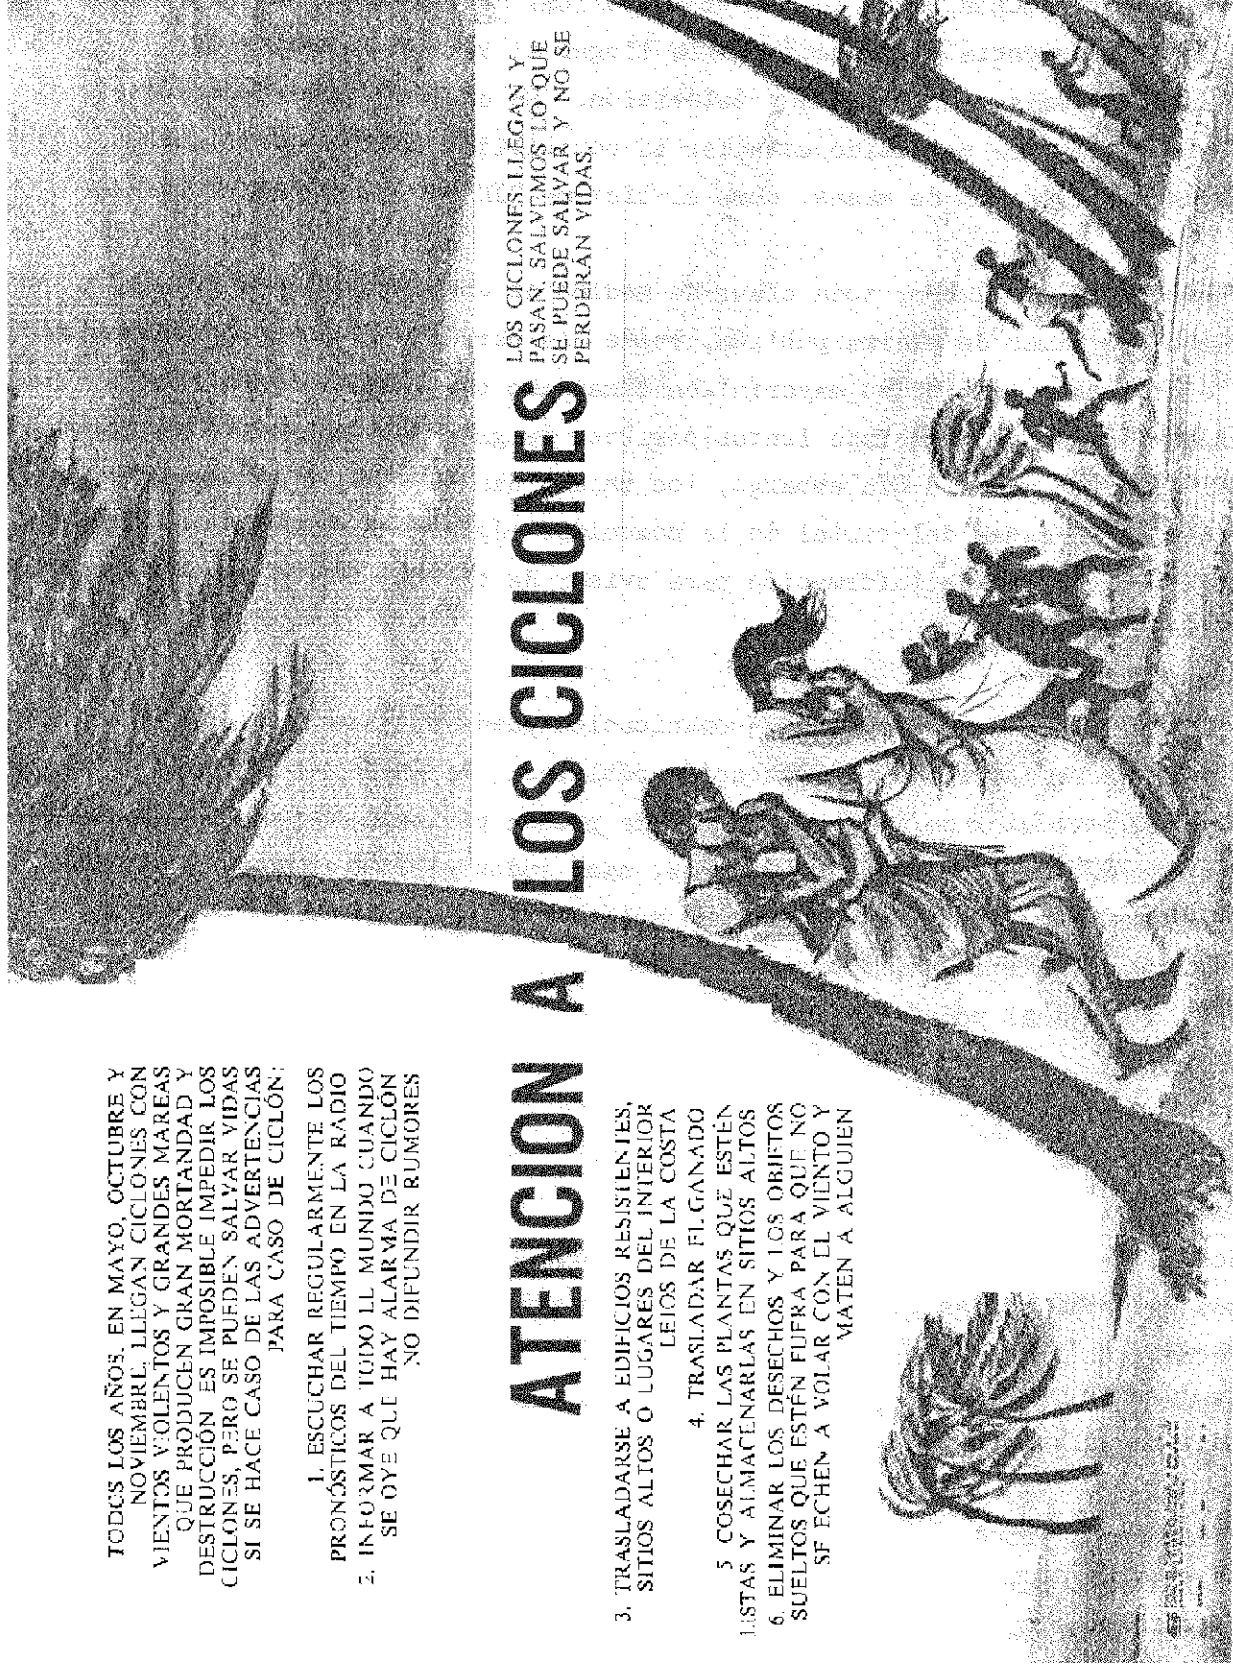 TODOS LOS AÑOS, EN MAYO, OCTUBRE Y
NOVIEMBRE, LLEGAN CICLONES CON
VIENTOS VIOLENTOS Y GRANDES MAREAS
QUE PRODUCEN GRAN MORTANDAD Y
DESTRUCCIÓN ES IMPOSIBLE IMPEDIR LOS
CICLONES, PERO SE PUEDEN SALVAR VIDAS
SI SE HACE CASO DE LAS ADVERTENCIAS
PARA CASO DE CICLÓN:
1. ESCUCHAR REGULARMENTE LOS
PRONÓSTICOS DEL TIEMPO EN LA RADIO
2. INFORMAR A TODO EL MUNDO CUANDO
SE OYE QUE HAY ALARMA DE CICLÓN
NO DIFUNDIR RUMORES
ATENCION A LOS CICLONES
LOS CICLONES LLEGAN Y
PASAN. SALVEMOS LO QUE
SE PUEDE SALVAR Y NO SE
PERDERÁN VIDAS.
3. TRASLADARSE A EDIFICIOS RESISTENTES,
SITIOS ALTOS O LUGARES DEL INTERIOR
LEJOS DE LA COSTA
4. TRASLADAR EL GANADO
5 COSECHAR LAS PLANTAS QUE ESTÉN
LISTAS Y ALMACENARLAS EN SITIOS ALTOS
6. ELIMINAR LOS DESECHOS Y LOS OBJETOS
SUELTOS QUE ESTÉN FUERA PARA QUE NO
SE ECHEN A VOLAR CON EL VIENTO Y
MATEN A ALGUIEN